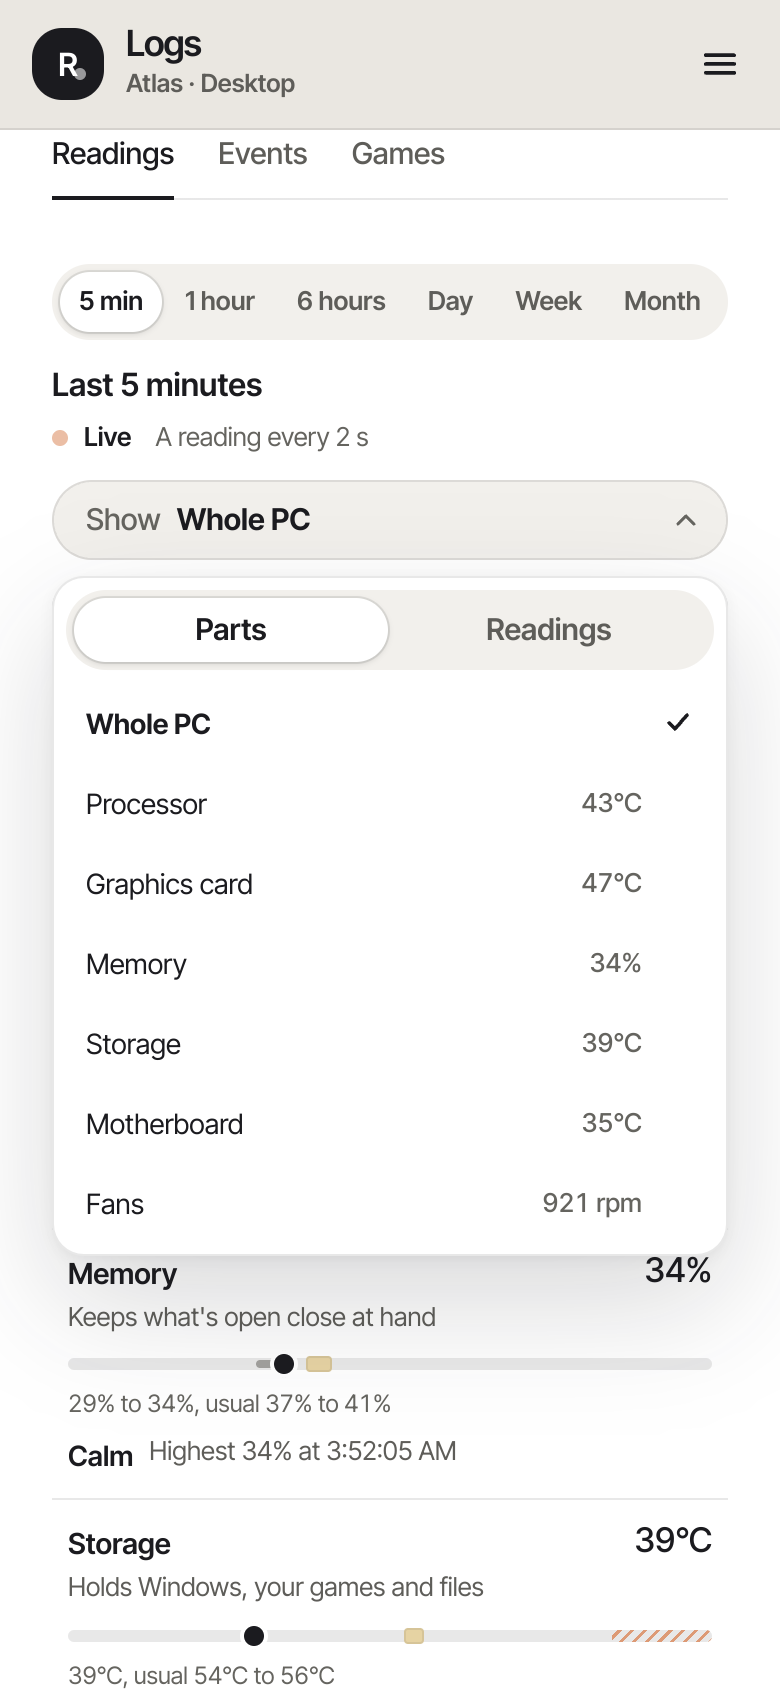 R
Logs
Atlas · Desktop
Readings Events Games
5 min 1 hour 6 hours Day Week Month
Last 5 minutes
Live A reading every 2 s
Show Whole PC
Parts Readings
Whole PC
Processor 43°C
Graphics card 47°C
Memory 34%
Storage 39°C
Motherboard 35°C
Fans 921 rpm
Memory 34%
Keeps what's open close at hand
29% to 34%, usual 37% to 41%
Calm Highest 34% at 3:52:05 AM
Storage 39°C
Holds Windows, your games and files
39°C, usual 54°C to 56°C